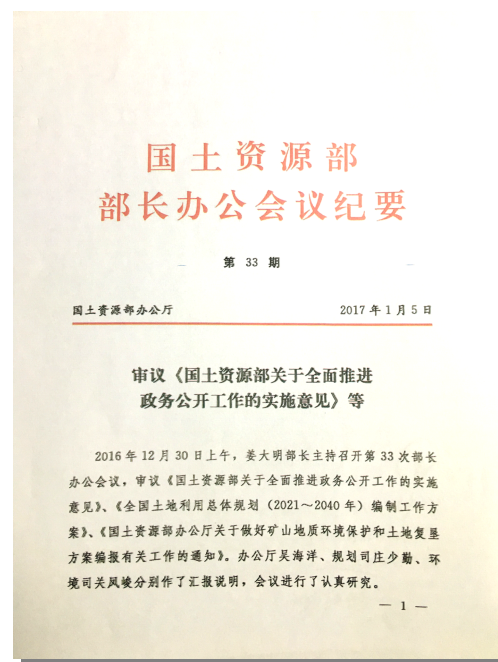 国土资源部
部长办公会议纪要
第 33 期
国土资源部办公厅 2017 年 1 月 5 日
审议《国土资源部关于全面推进
政务公开工作的实施意见》等
2016 年 12 月 30 日上午，姜大明部长主持召开第 33 次部长
办公会议，审议《国土资源部关于全面推进政务公开工作的实施
意见》、《全国土地利用总体规划（2021～2040 年）编制工作方
案》、《国土资源部办公厅关于做好矿山地质环境保护和土地复垦
方案编报有关工作的通知》。办公厅吴海洋、规划司庄少勤、环
境司关凤峻分别作了汇报说明，会议进行了认真研究。
— 1 —